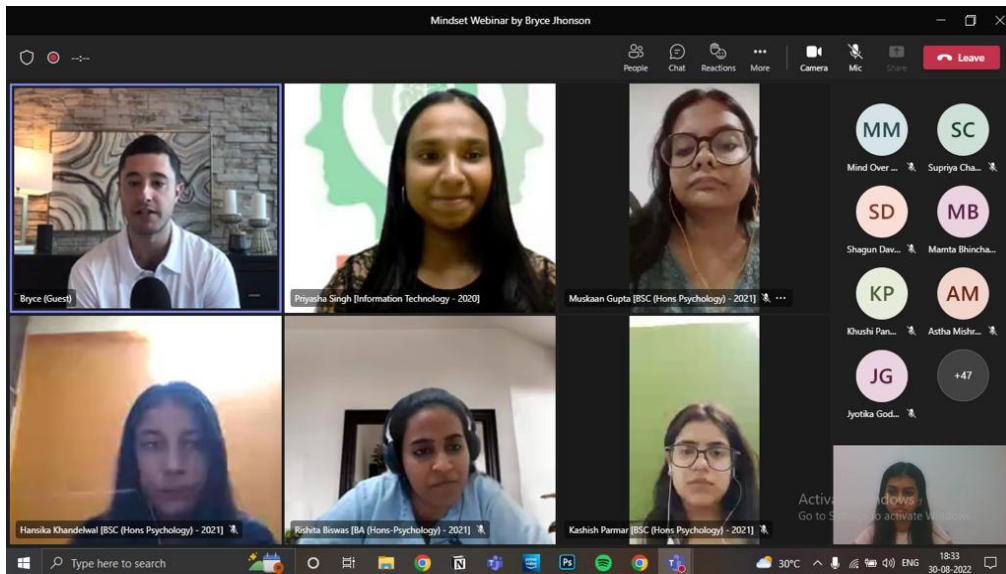 Mindset Webinar by Bryce Jhonson
--:--
People
Chat
Reactions
More
Camera
Mic
Share
Leave
Bryce (Guest)
Priyasha Singh [Information Technology - 2020]
Muskaan Gupta [BSC (Hons Psychology) - 2021]
MM
SC
Mind Over ...
Supriya Cha...
SD
MB
Shagun Dav...
Mamta Bhincha...
KP
AM
Khushi Pan...
Astha Mishr...
JG
+47
Jyotika God...
Hansika Khandelwal [BSC (Hons Psychology) - 2021]
Rishita Biswas [BA (Hons-Psychology) - 2021]
Kashish Parmar [BSC (Hons Psychology) - 2021]
Go to activate Windows
Type here to search
Ps
30°C
ENG
18:33
30-08-2022